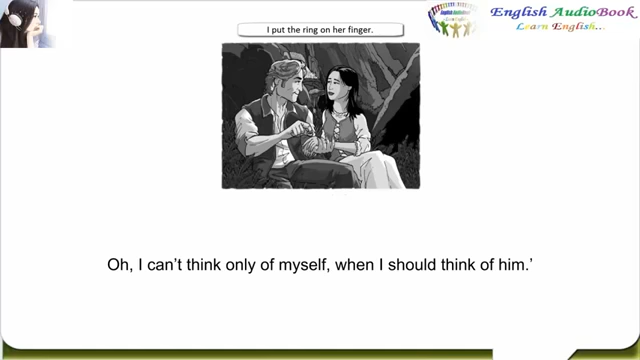 I put the ring on her finger.
English AudioBook
Learn English...
Oh, I can't think only of myself, when I should think of him.’